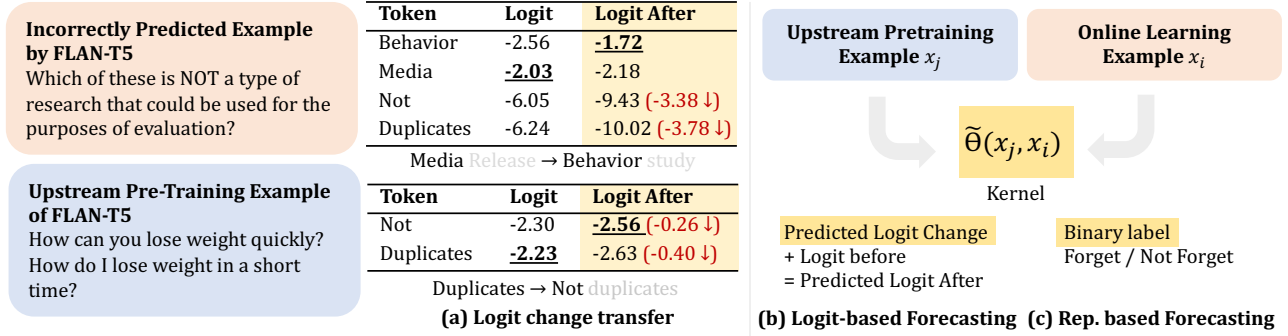 Incorrectly Predicted Example
by FLAN-T5
Which of these is NOT a type of
research that could be used for the
purposes of evaluation?
Upstream Pre-Training Example
of FLAN-T5
How can you lose weight quickly?
How do I lose weight in a short
time?
Token Logit Logit After
Behavior -2.56 -1.72
Media -2.03 -2.18
Not -6.05 -9.43 (-3.38 ↓)
Duplicates -6.24 -10.02 (-3.78 ↓)
Media Release → Behavior study
Token Logit Logit After
Not -2.30 -2.56 (-0.26 ↓)
Duplicates -2.23 -2.63 (-0.40 ↓)
Duplicates → Not duplicates
(a) Logit change transfer
Upstream Pretraining
Example x_j
Online Learning
Example x_i
Θ̃(x_j, x_i)
Kernel
Predicted Logit Change
+ Logit before
= Predicted Logit After
Binary label
Forget / Not Forget
(b) Logit-based Forecasting
(c) Rep. based Forecasting